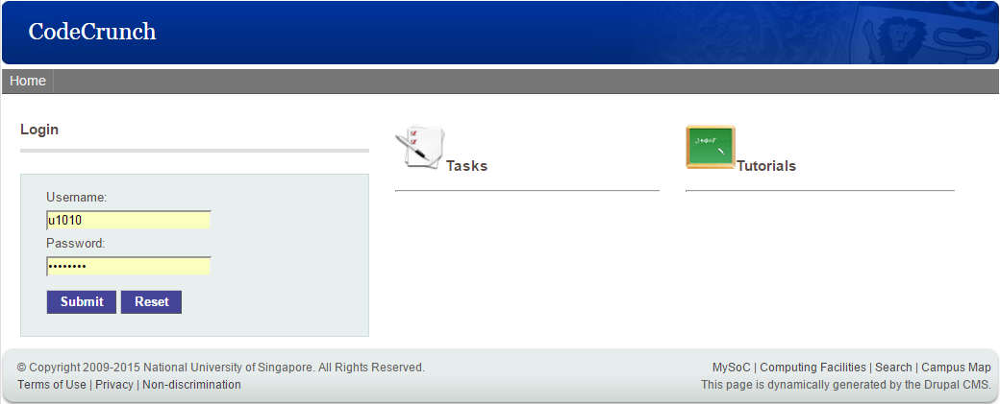 CodeCrunch
Home
Login
Username:
u1010
Password:
••••••••
Submit Reset
Tasks
Tutorials
© Copyright 2009-2015 National University of Singapore. All Rights Reserved.
Terms of Use | Privacy | Non-discrimination
MySoC | Computing Facilities | Search | Campus Map
This page is dynamically generated by the Drupal CMS.